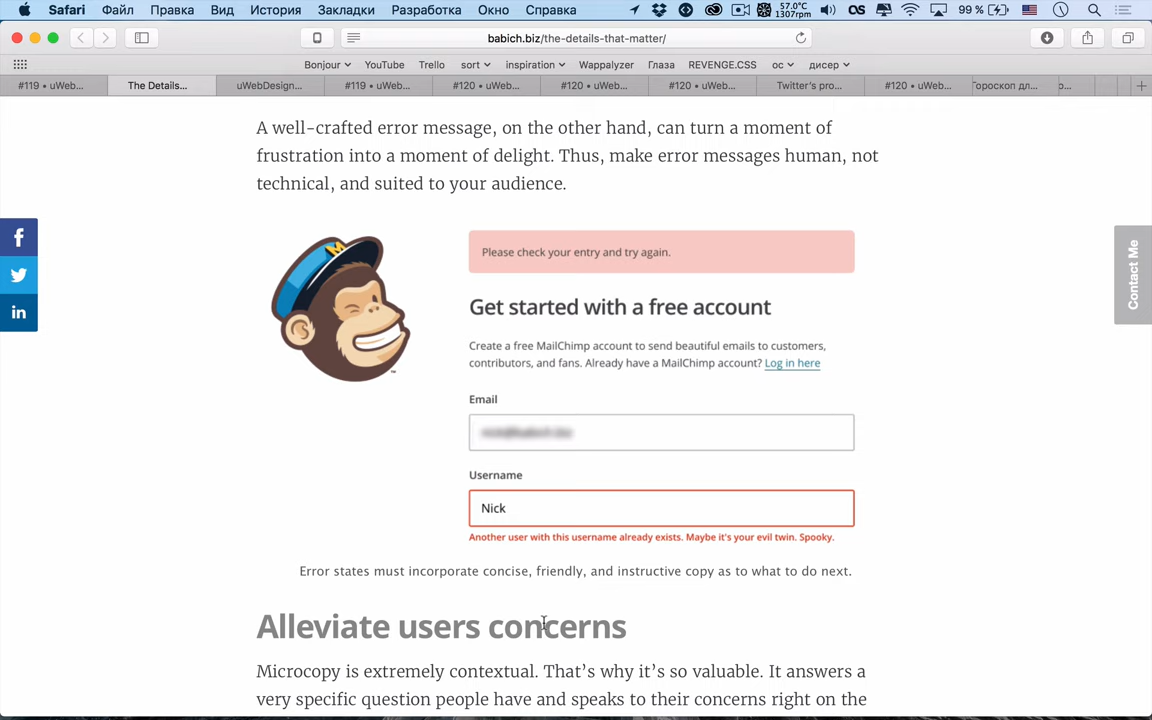 Safari Файл Правка Вид История Закладки Разработка Окно Справка 57.0°C 1307rpm 99 %
babich.biz/the-details-that-matter/
Bonjour YouTube Trello sort inspiration Wappalyzer Глаза REVENGE.CSS ос дисер
#119 • uWeb... The Details... uWebDesign... #119 • uWeb... #120 • uWeb... #120 • uWeb... #120 • uWeb... Twitter's pro... #120 • uWeb... Гороскоп дл...
A well-crafted error message, on the other hand, can turn a moment of
frustration into a moment of delight. Thus, make error messages human, not
technical, and suited to your audience.
Please check your entry and try again.
Get started with a free account
Create a free MailChimp account to send beautiful emails to customers,
contributors, and fans. Already have a MailChimp account? Log in here
Email
Username
Nick
Another user with this username already exists. Maybe it's your evil twin. Spooky.
Error states must incorporate concise, friendly, and instructive copy as to what to do next.
Contact Me
Alleviate users concerns
Microcopy is extremely contextual. That's why it's so valuable. It answers a
very specific question people have and speaks to their concerns right on the